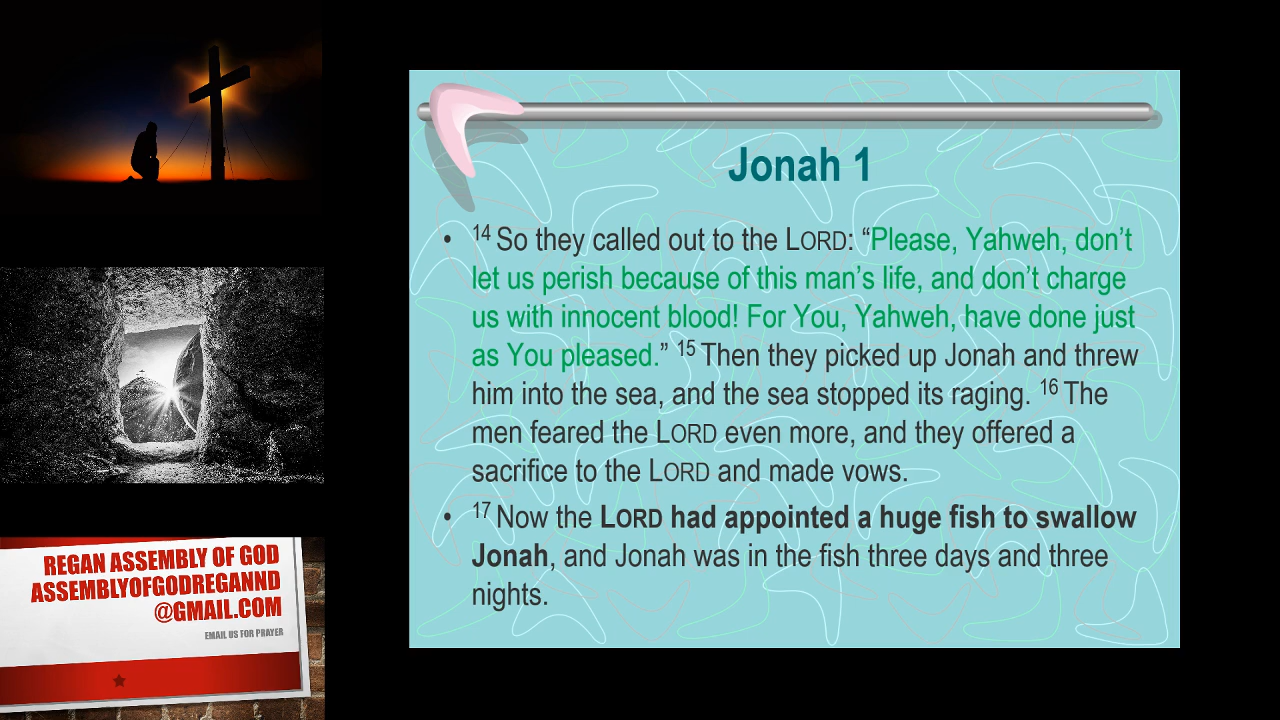 Jonah 1
• 14 So they called out to the LORD: “Please, Yahweh, don’t
let us perish because of this man’s life, and don’t charge
us with innocent blood! For You, Yahweh, have done just
as You pleased.” 15 Then they picked up Jonah and threw
him into the sea, and the sea stopped its raging. 16 The
men feared the LORD even more, and they offered a
sacrifice to the LORD and made vows.
• 17 Now the LORD had appointed a huge fish to swallow
Jonah, and Jonah was in the fish three days and three
nights.
REGAN ASSEMBLY OF GOD
ASSEMBLYOFGODREGANND
@GMAIL.COM
EMAIL US FOR PRAYER